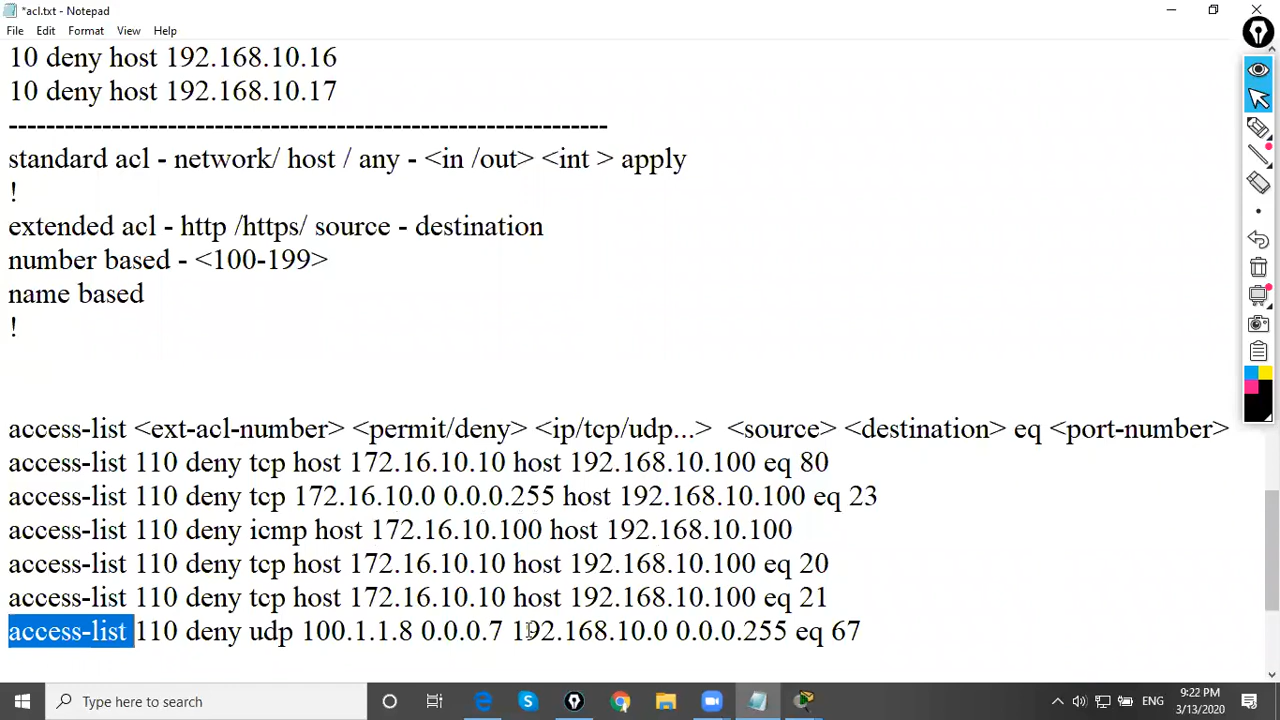 *acl.txt - Notepad
File Edit Format View Help
10 deny host 192.168.10.16
10 deny host 192.168.10.17
----------------------------------------------------------------
standard acl - network/ host / any - <in /out> <int > apply
!
extended acl - http /https/ source - destination
number based - <100-199>
name based
!
access-list <ext-acl-number> <permit/deny> <ip/tcp/udp...>  <source> <destination> eq <port-number>
access-list 110 deny tcp host 172.16.10.10 host 192.168.10.100 eq 80
access-list 110 deny tcp 172.16.10.0 0.0.0.255 host 192.168.10.100 eq 23
access-list 110 deny icmp host 172.16.10.100 host 192.168.10.100
access-list 110 deny tcp host 172.16.10.10 host 192.168.10.100 eq 20
access-list 110 deny tcp host 172.16.10.10 host 192.168.10.100 eq 21
access-list 110 deny udp 100.1.1.8 0.0.0.7 192.168.10.0 0.0.0.255 eq 67
Type here to search
ENG
9:22 PM
3/13/2020